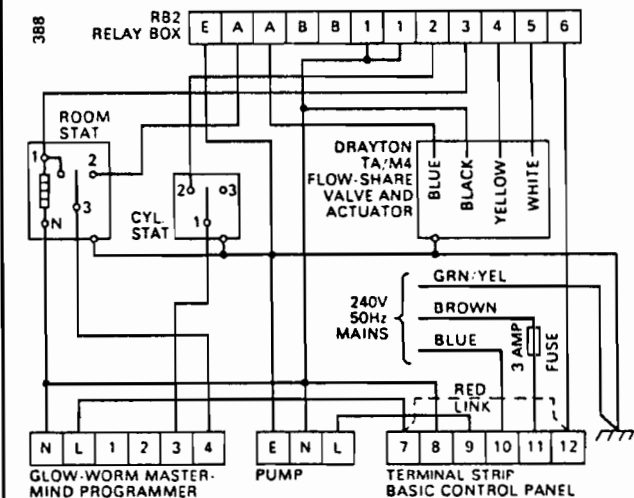 388
RB2
RELAY BOX
E A A B B 1 1 2 3 4 5 6
ROOM
STAT
1 2
3
N
CYL.
STAT
2 3
1
DRAYTON
TA/M4
FLOW-SHARE
VALVE AND
ACTUATOR
BLUE
BLACK
YELLOW
WHITE
240V
50Hz
MAINS
GRN/YEL
BROWN
BLUE
3 AMP
FUSE
RED
LINK
N L 1 2 3 4
E N L
7 8 9 10 11 12
GLOW-WORM MASTER-
MIND PROGRAMMER
PUMP
TERMINAL STRIP
BASIC CONTROL PANEL